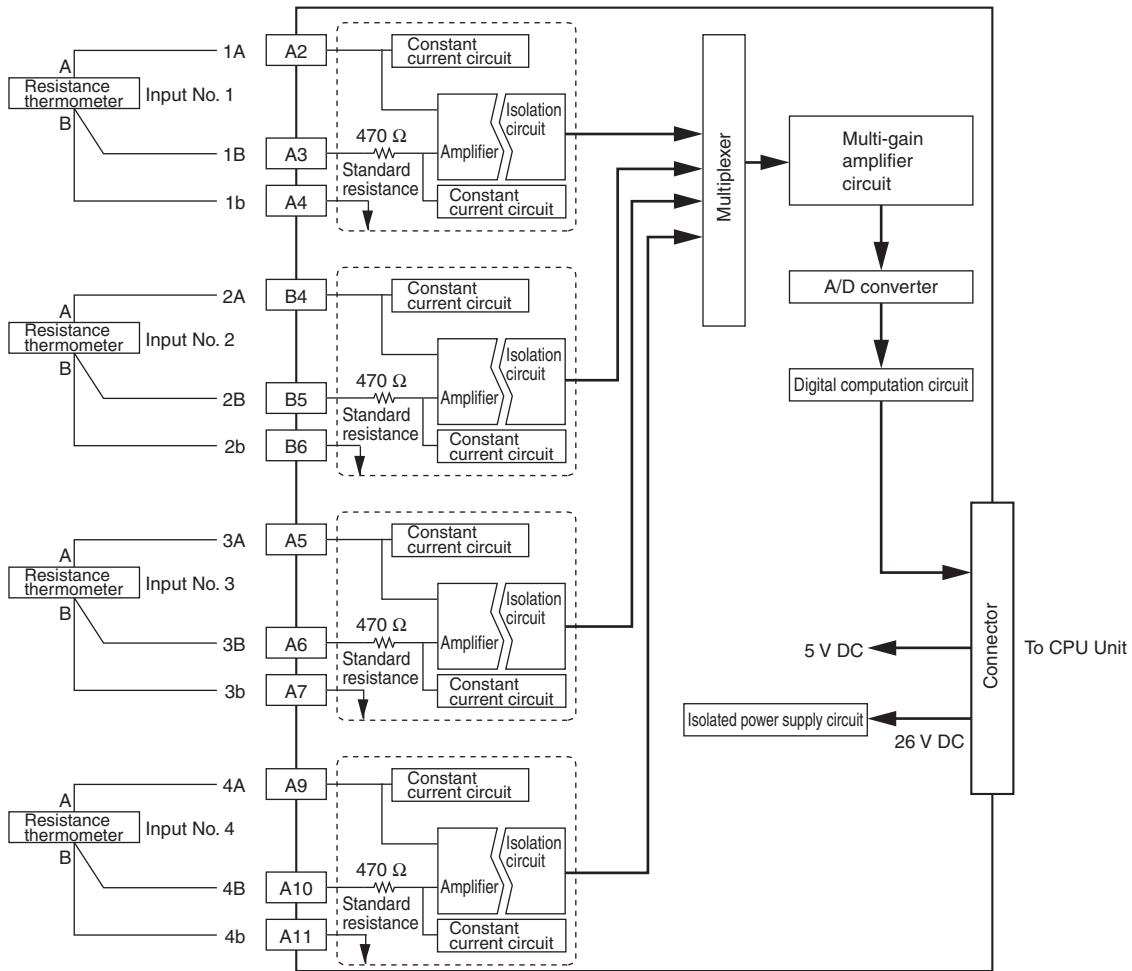 1A
A2
Constant
current circuit
A
Resistance
thermometer
Input No. 1
B
Isolation
circuit
470 Ω
Amplifier
1B
A3
Standard
resistance
1b
A4
Constant
current circuit
Multiplexer
Multi-gain
amplifier
circuit
A/D converter
Digital computation circuit
2A
B4
Constant
current circuit
A
Resistance
thermometer
Input No. 2
B
Isolation
circuit
470 Ω
Amplifier
2B
B5
Standard
resistance
2b
B6
Constant
current circuit
3A
A5
Constant
current circuit
A
Resistance
thermometer
Input No. 3
B
Isolation
circuit
470 Ω
Amplifier
3B
A6
Standard
resistance
3b
A7
Constant
current circuit
5 V DC
Connector
To CPU Unit
Isolated power supply circuit
26 V DC
4A
A9
Constant
current circuit
A
Resistance
thermometer
Input No. 4
B
Isolation
circuit
470 Ω
Amplifier
4B
A10
Standard
resistance
4b
A11
Constant
current circuit